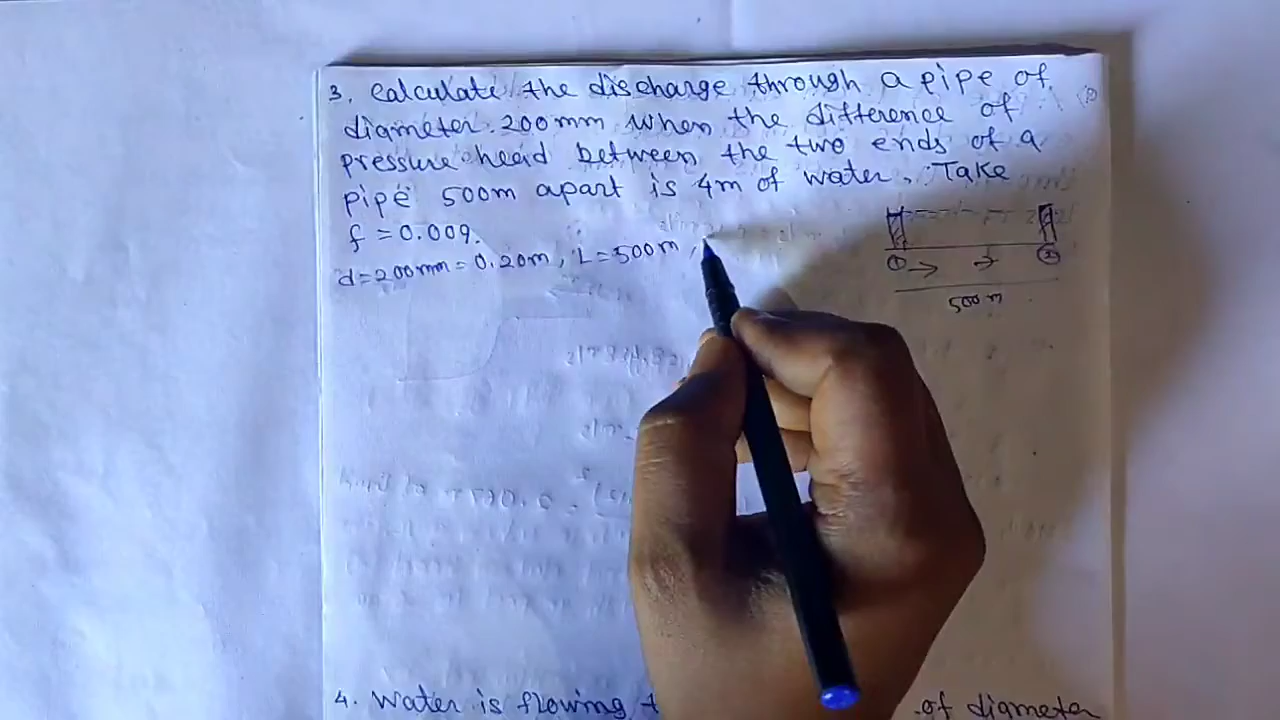 3. Calculate the discharge through a pipe of
diameter 200mm when the difference of
pressure head between the two ends of a
pipe 500m apart is 4m of water. Take
f = 0.009.
d=200mm = 0.20m, L=500m,
① ②
500 m
4. Water is flowing of diameter